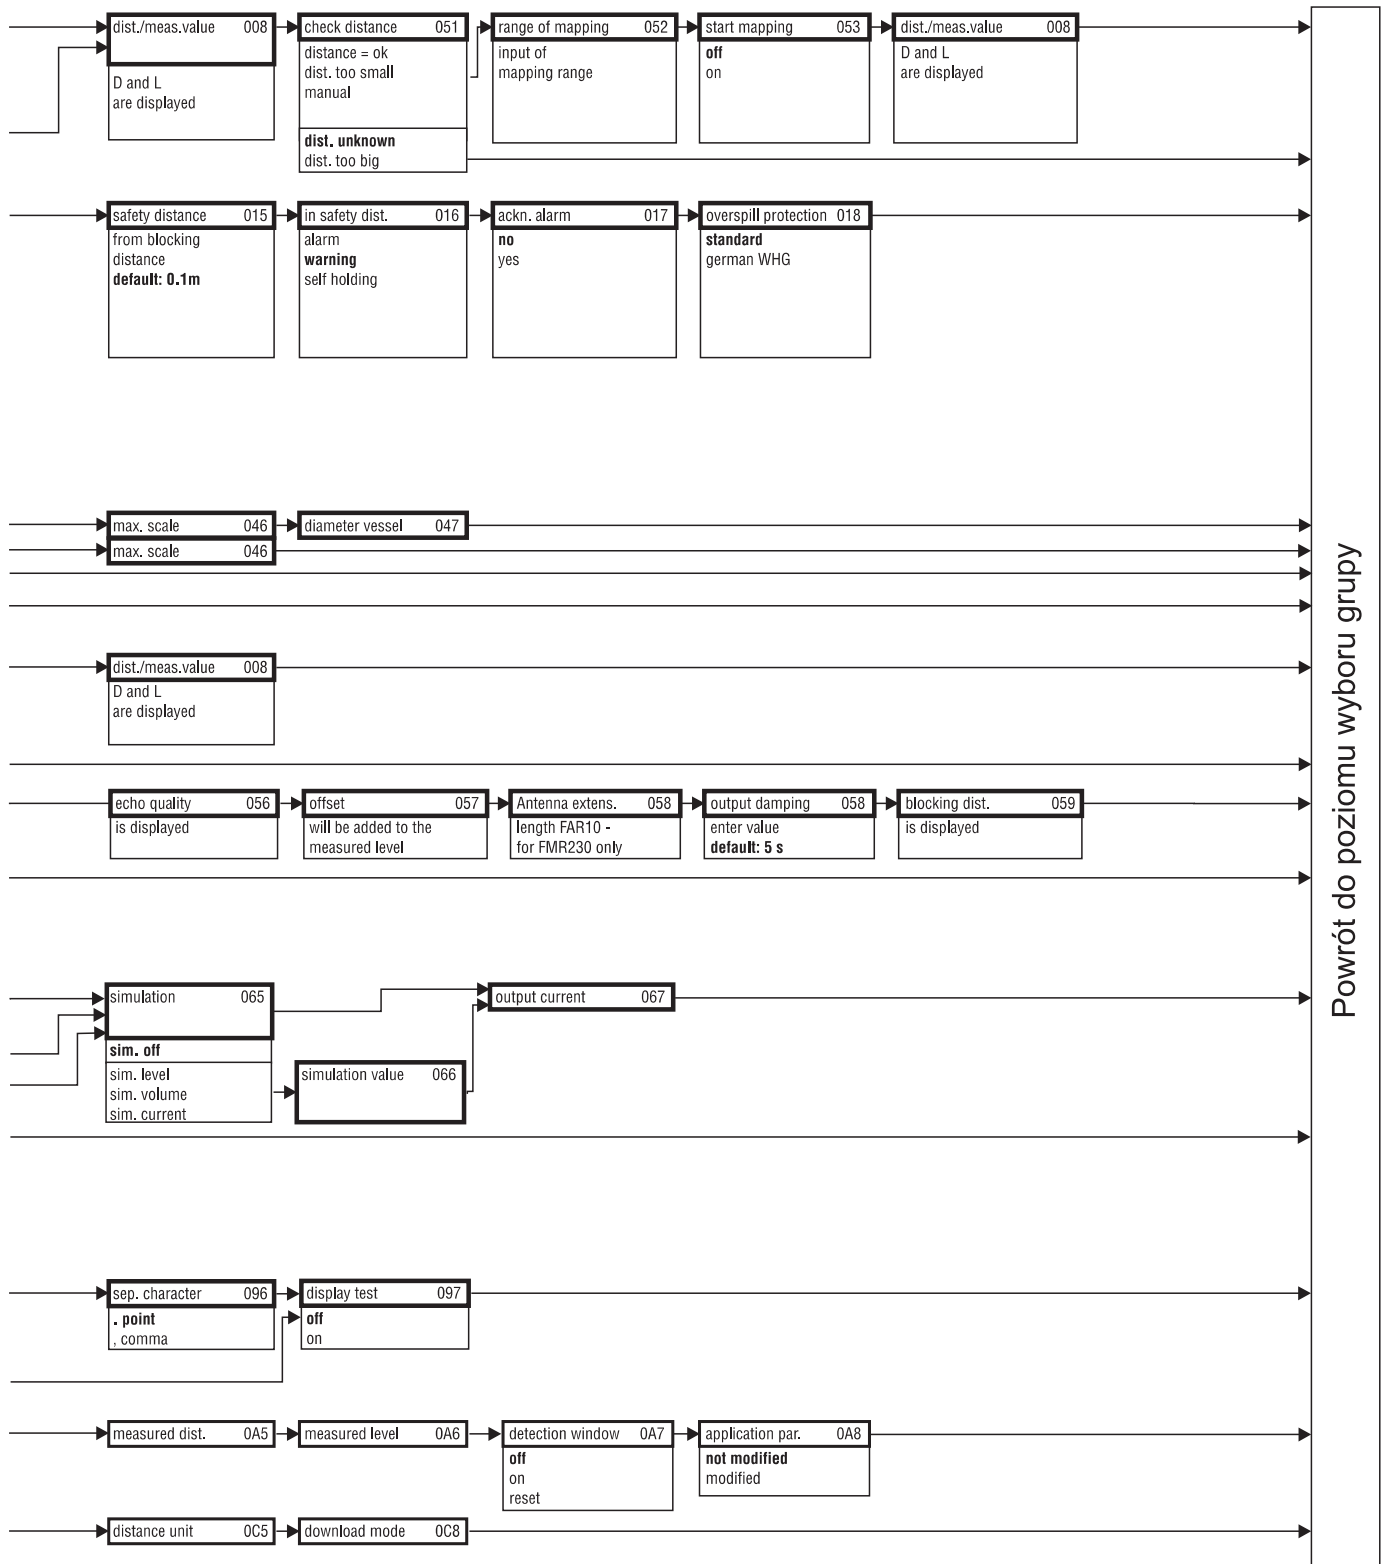 dist./meas.value 008
D and L
are displayed
check distance 051
distance = ok
dist. too small
manual
dist. unknown
dist. too big
range of mapping 052
input of
mapping range
start mapping 053
off
on
dist./meas.value 008
D and L
are displayed
safety distance 015
from blocking
distance
default: 0.1m
in safety dist. 016
alarm
warning
self holding
ackn. alarm 017
no
yes
overspill protection 018
standard
german WHG
max. scale 046
diameter vessel 047
max. scale 046
dist./meas.value 008
D and L
are displayed
echo quality 056
is displayed
offset 057
will be added to the
measured level
Antenna extens. 058
length FAR10 -
for FMR230 only
output damping 058
enter value
default: 5 s
blocking dist. 059
is displayed
simulation 065
sim. off
sim. level
sim. volume
sim. current
simulation value 066
output current 067
sep. character 096
. point
, comma
display test 097
off
on
measured dist. 0A5
measured level 0A6
detection window 0A7
off
on
reset
application par. 0A8
not modified
modified
distance unit 0C5
download mode 0C8
Powrót do poziomu wyboru grupy